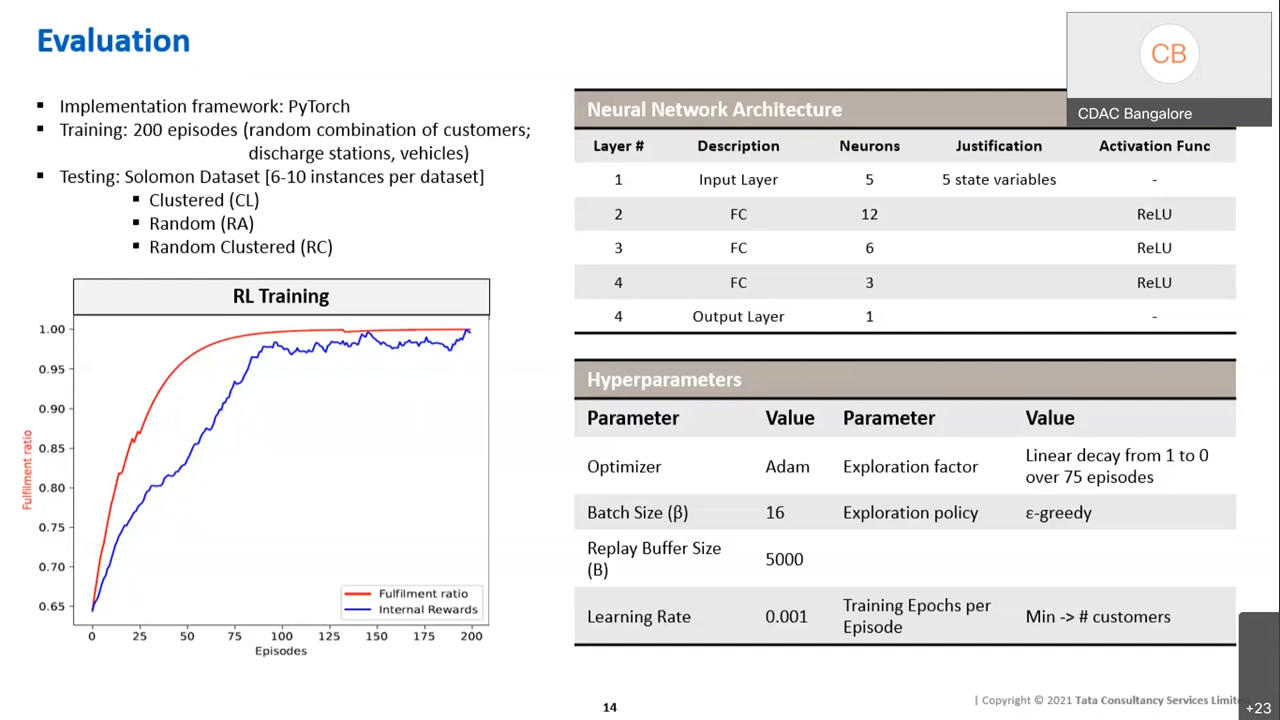 Evaluation
CB
CDAC Bangalore
▪ Implementation framework: PyTorch
▪ Training: 200 episodes (random combination of customers;
discharge stations, vehicles)
▪ Testing: Solomon Dataset [6-10 instances per dataset]
▪ Clustered (CL)
▪ Random (RA)
▪ Random Clustered (RC)
RL Training
1.00
0.95
0.90
0.85
0.80
0.75
0.70
0.65
Fulfilment ratio
Fulfilment ratio
Internal Rewards
0 25 50 75 100 125 150 175 200
Episodes
Neural Network Architecture
Layer # Description Neurons Justification Activation Func
1 Input Layer 5 5 state variables -
2 FC 12 ReLU
3 FC 6 ReLU
4 FC 3 ReLU
4 Output Layer 1 -
Hyperparameters
Parameter Value Parameter Value
Optimizer Adam Exploration factor Linear decay from 1 to 0
over 75 episodes
Batch Size (β) 16 Exploration policy ε-greedy
Replay Buffer Size
(B) 5000
Learning Rate 0.001 Training Epochs per
Episode Min -> # customers
14
| Copyright © 2021 Tata Consultancy Services
+23